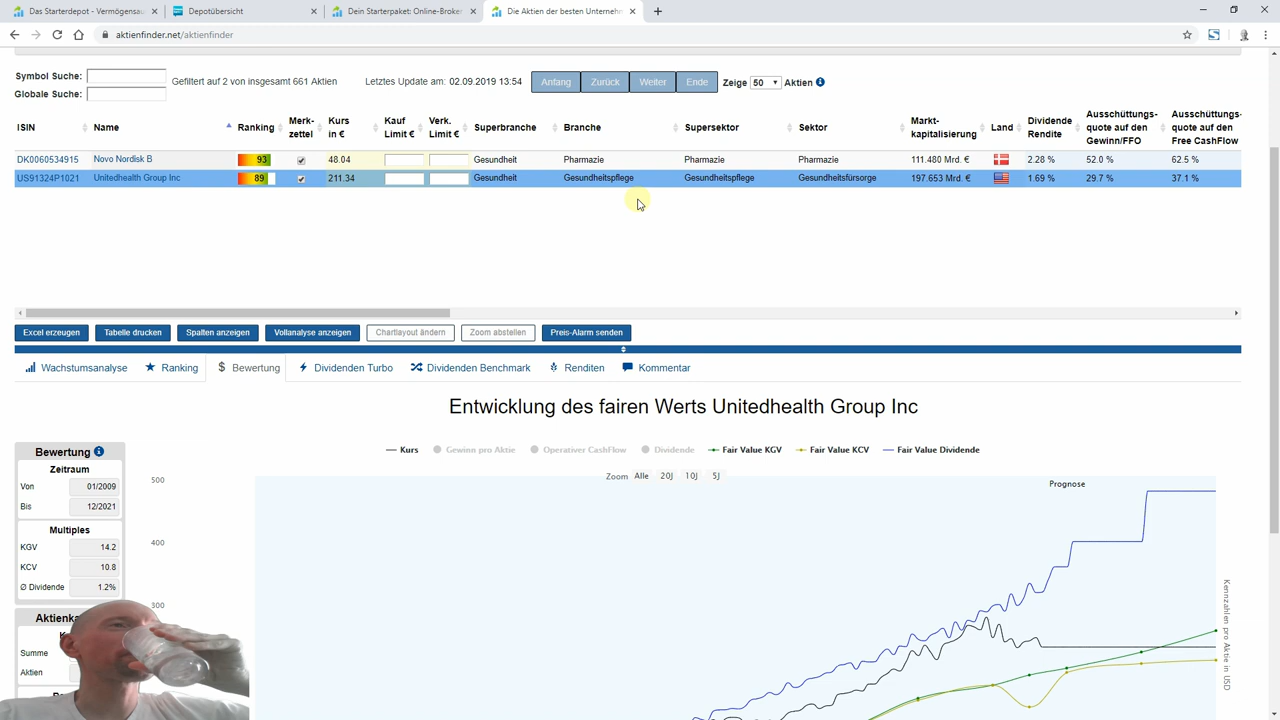 Das Starterdepot - Vermögensau
Depotübersicht
Dein Starterpaket: Online-Broker
Die Aktien der besten Unternehm
aktienfinder.net/aktienfinder
Symbol Suche:
Gefiltert auf 2 von insgesamt 661 Aktien
Letztes Update am: 02.09.2019 13:54
Anfang Zurück Weiter Ende
Zeige 50 Aktien
Globale Suche:
ISIN Name Ranking Merk-zettel Kurs in € Kauf Limit € Verk. Limit € Superbranche Branche Supersektor Sektor Markt-kapitalisierung Land Dividende Rendite Ausschüttungs-quote auf den Gewinn/FFO Ausschüttungs-quote auf den Free CashFlow
DK0060534915 Novo Nordisk B 93 48.04 Gesundheit Pharmazie Pharmazie Pharmazie 111.480 Mrd. € 2.28 % 52.0 % 62.5 %
US91324P1021 Unitedhealth Group Inc 89 211.34 Gesundheit Gesundheitspflege Gesundheitspflege Gesundheitsfürsorge 197.653 Mrd. € 1.69 % 29.7 % 37.1 %
Excel erzeugen Tabelle drucken Spalten anzeigen Vollanalyse anzeigen Chartlayout ändern Zoom abstellen Preis-Alarm senden
Wachstumsanalyse Ranking Bewertung Dividenden Turbo Dividenden Benchmark Renditen Kommentar
Entwicklung des fairen Werts Unitedhealth Group Inc
Kurs Gewinn pro Aktie Operativer CashFlow Dividende Fair Value KGV Fair Value KCV Fair Value Dividende
Zoom Alle 20J 10J 5J
Prognose
500
400
300
Kennzahlen pro Aktie in USD
Bewertung
Zeitraum
Von 01/2009
Bis 12/2021
Multiples
KGV 14.2
KCV 10.8
Ø Dividende 1.2%
Aktienka
Summe
Aktien